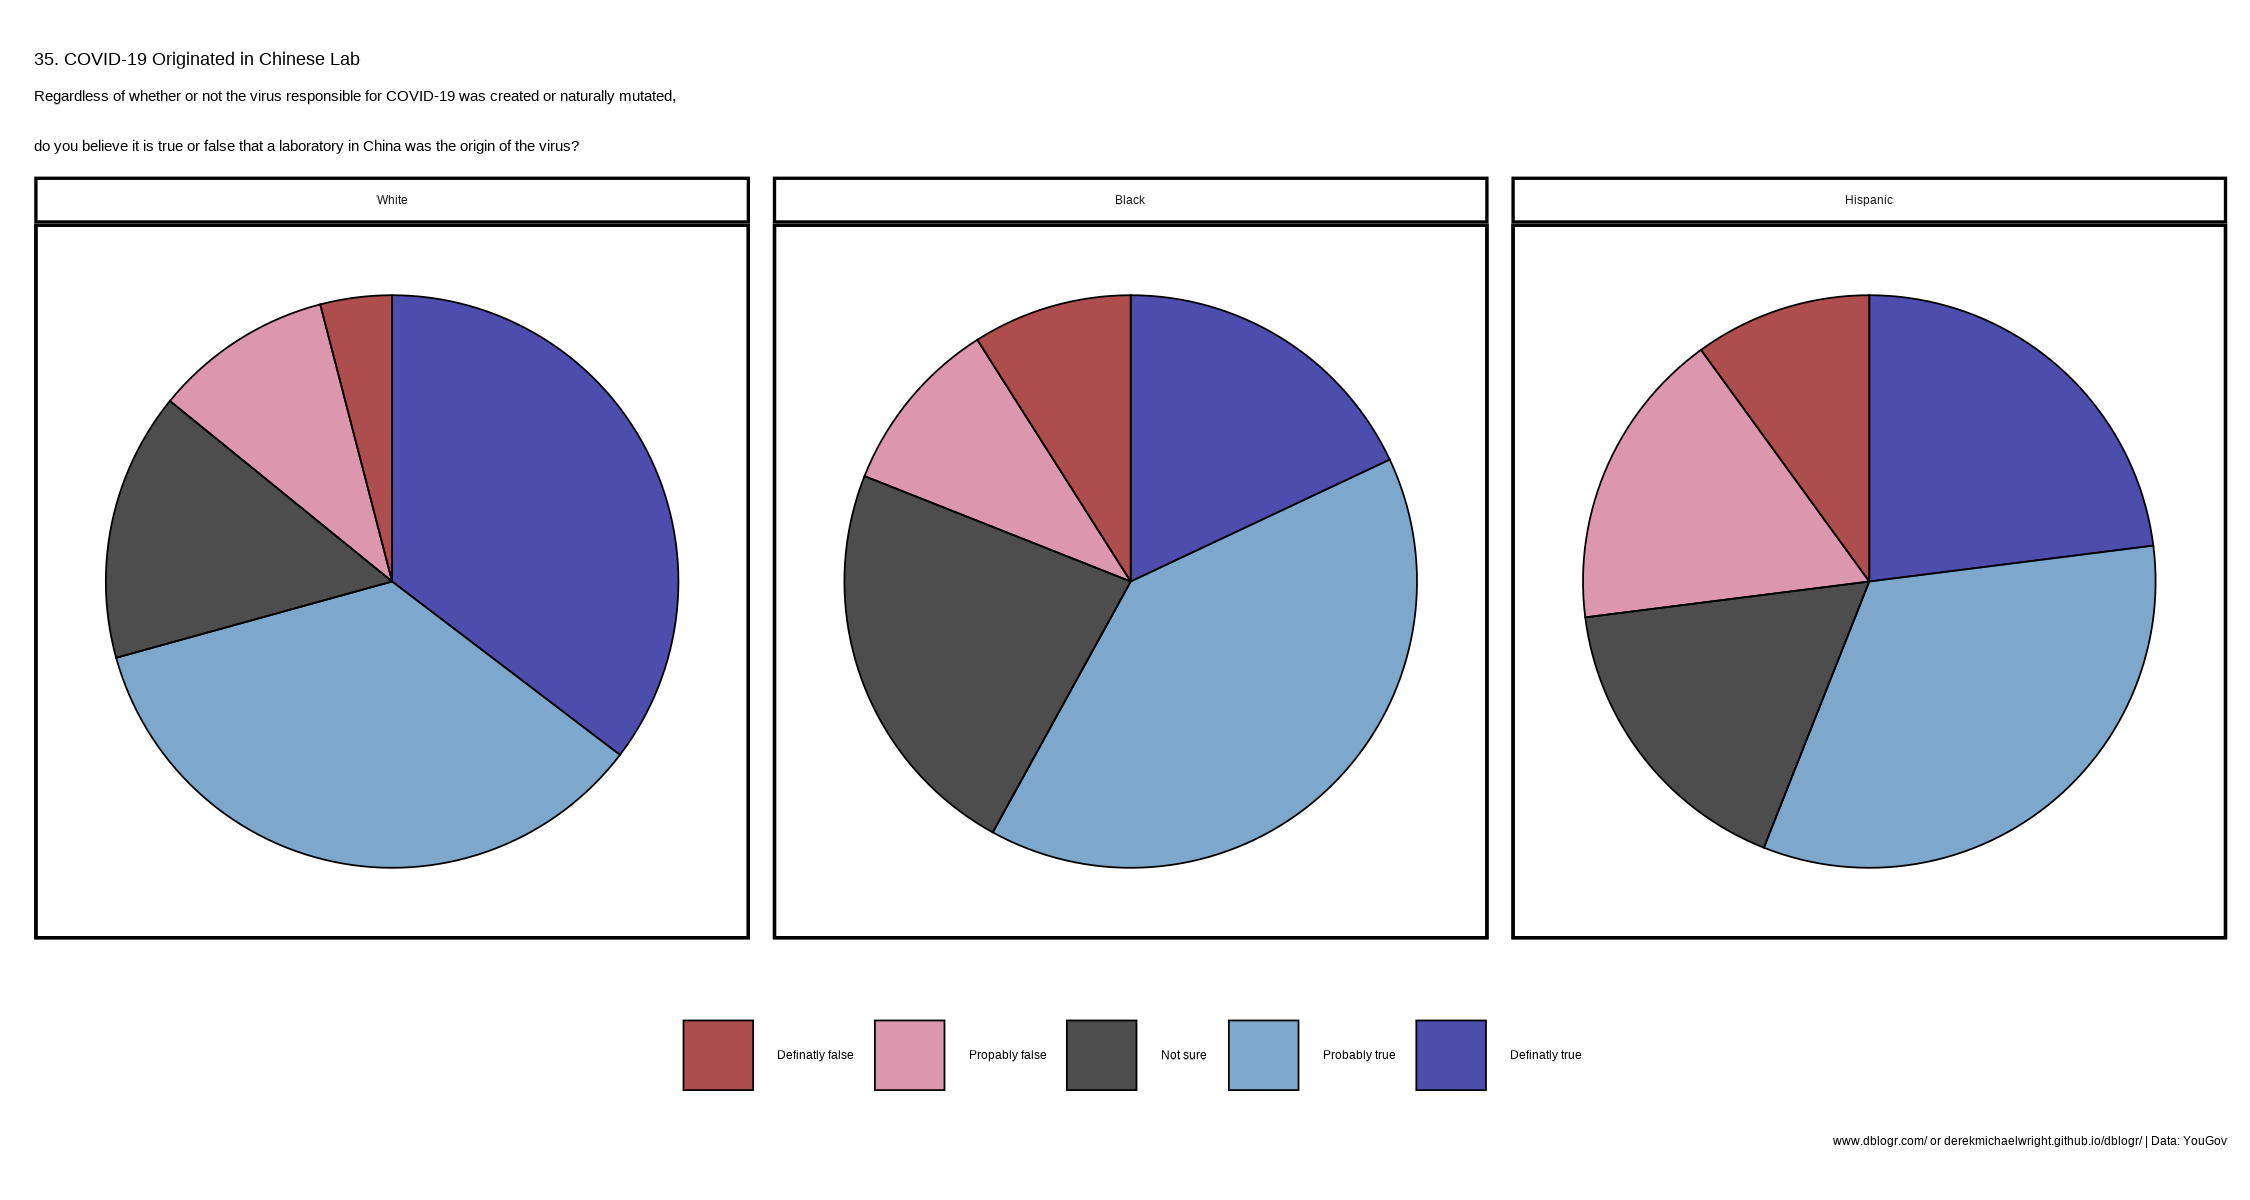 35. COVID-19 Originated in Chinese Lab
Regardless of whether or not the virus responsible for COVID-19 was created or naturally mutated,
do you believe it is true or false that a laboratory in China was the origin of the virus?
White
Black
Hispanic
Definatly false
Propably false
Not sure
Probably true
Definatly true
www.dblogr.com/ or derekmichaelwright.github.io/dblogr/ | Data: YouGov